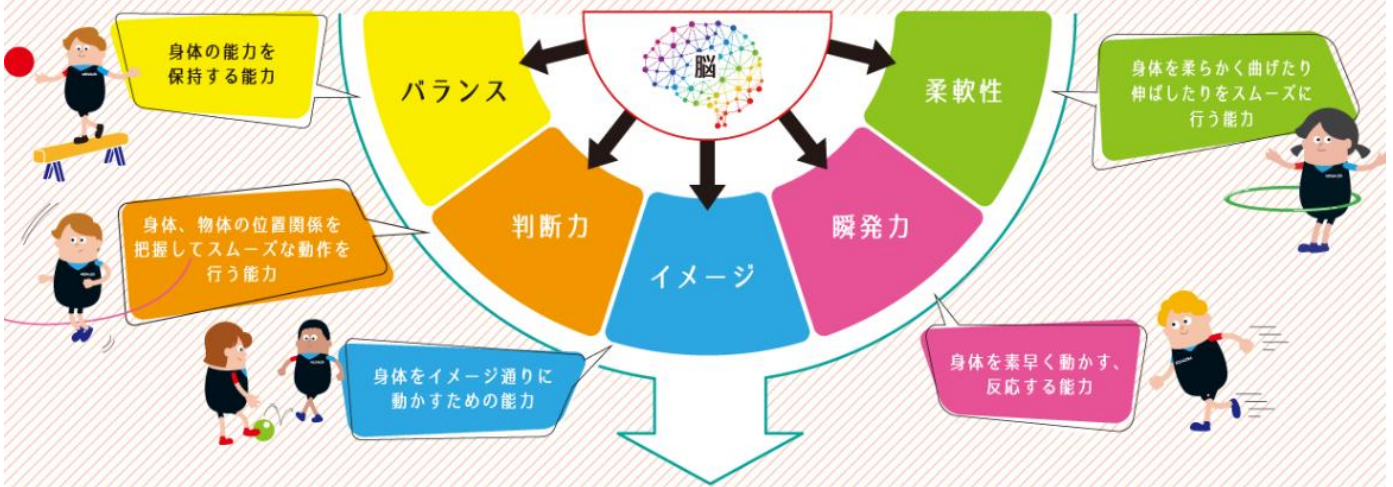 脳
バランス
判断力
イメージ
瞬発力
柔軟性
身体の能力を
保持する能力
身体、物体の位置関係を
把握してスムーズな動作を
行う能力
身体をイメージ通りに
動かすための能力
身体を素早く動かす、
反応する能力
身体を柔らかく曲げたり
伸ばしたりをスムーズに
行う能力